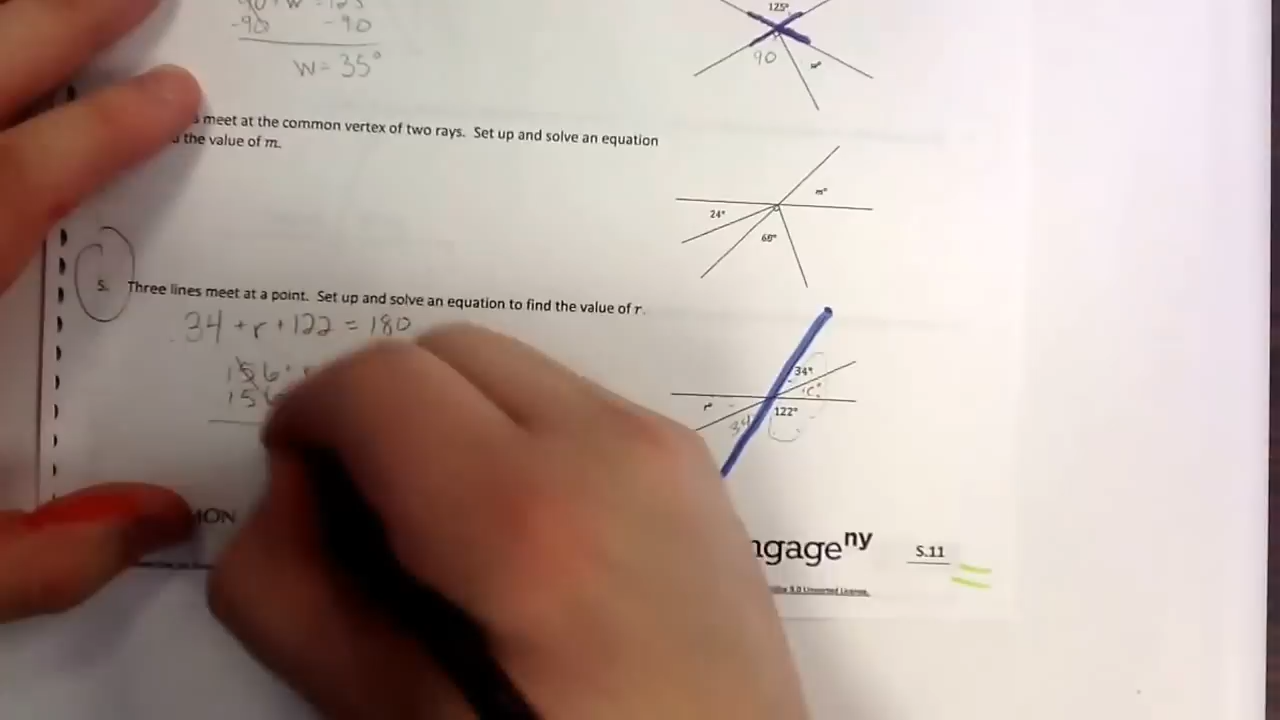 -90 -90
w = 35°
125°
90
meet at the common vertex of two rays. Set up and solve an equation
the value of m.
m°
24°
68°
5. Three lines meet at a point. Set up and solve an equation to find the value of r.
34 + r + 122 = 180
156
156
34°
r°
r°
122°
34
MON
ngageny
S.11